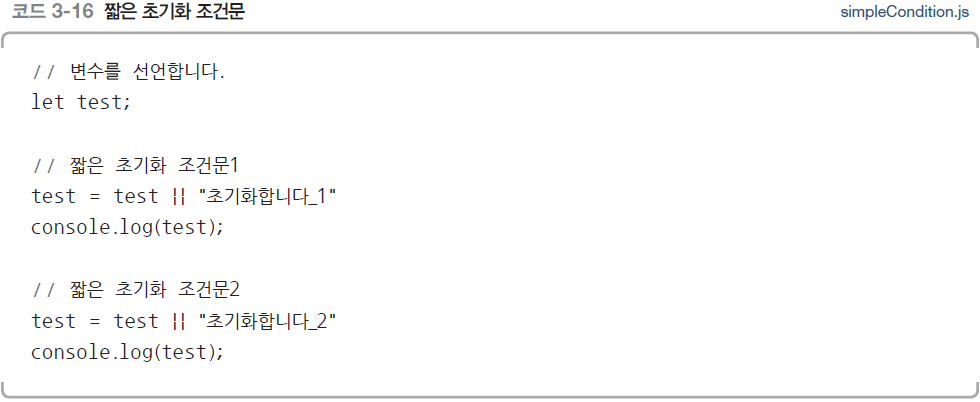 코드 3-16 짧은 초기화 조건문 simpleCondition.js
// 변수를 선언합니다.
let test;
// 짧은 초기화 조건문1
test = test || "초기화합니다_1"
console.log(test);
// 짧은 초기화 조건문2
test = test || "초기화합니다_2"
console.log(test);